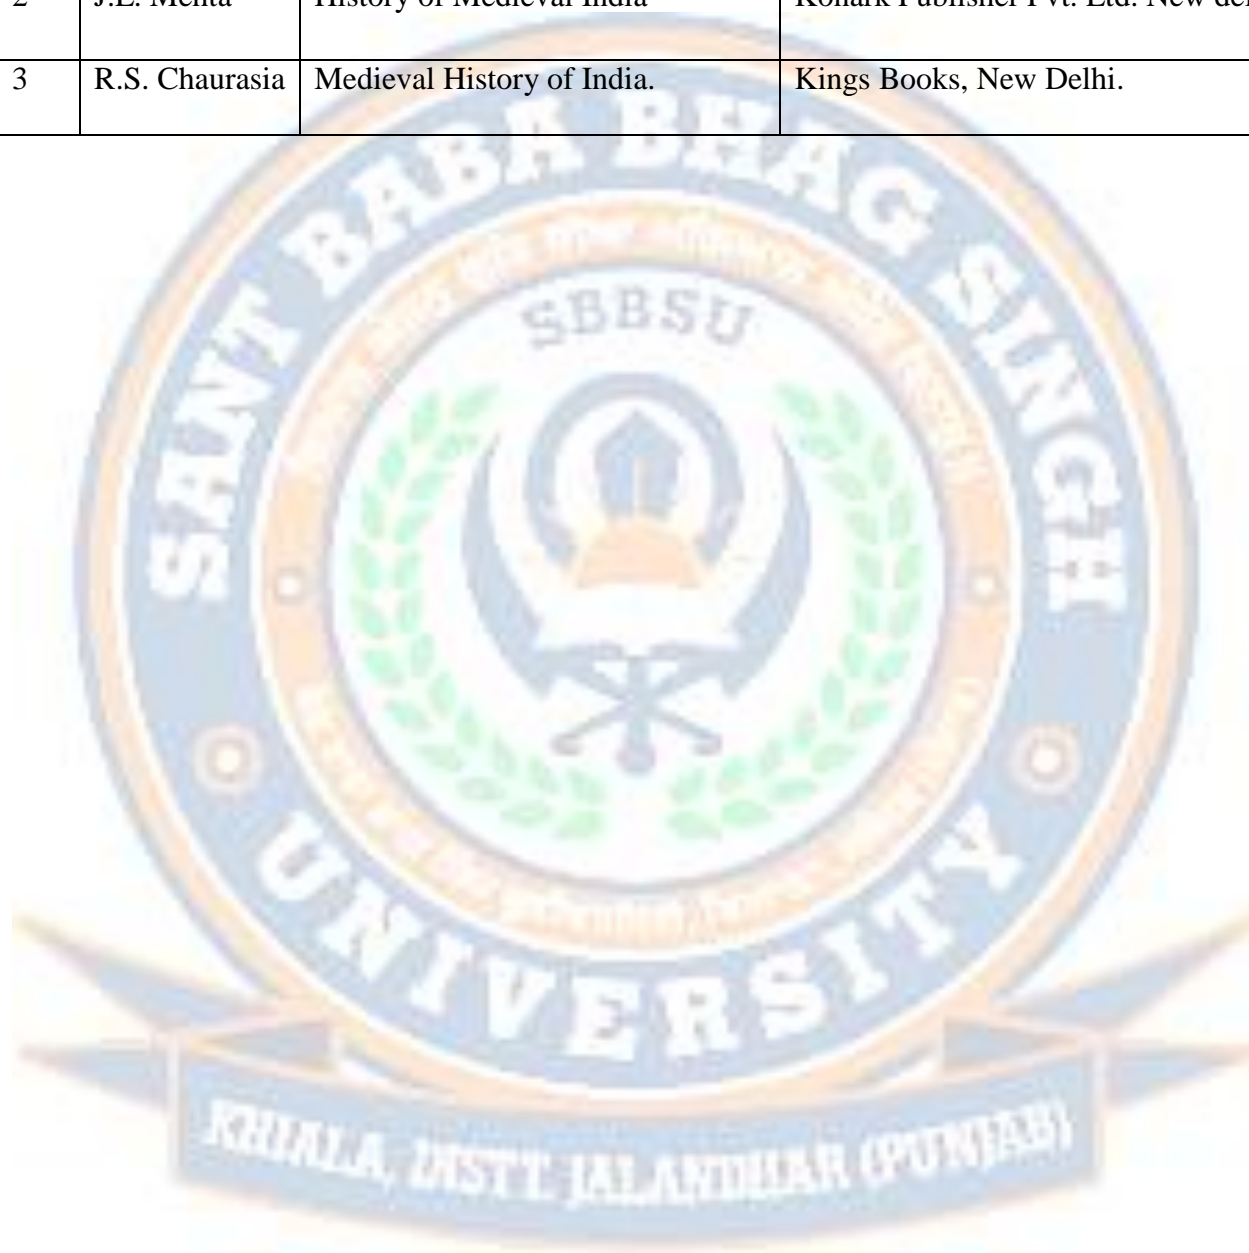 2 J.L. Mehta History of Medieval India Konark Publisher Pvt. Ltd. New
3 R.S. Chaurasia Medieval History of India. Kings Books, New Delhi.
SANT BABA BHAG SINGH
SBBSU
UNIVERSITY
KHIALA, DISTT. JALANDHAR (PUNJAB)